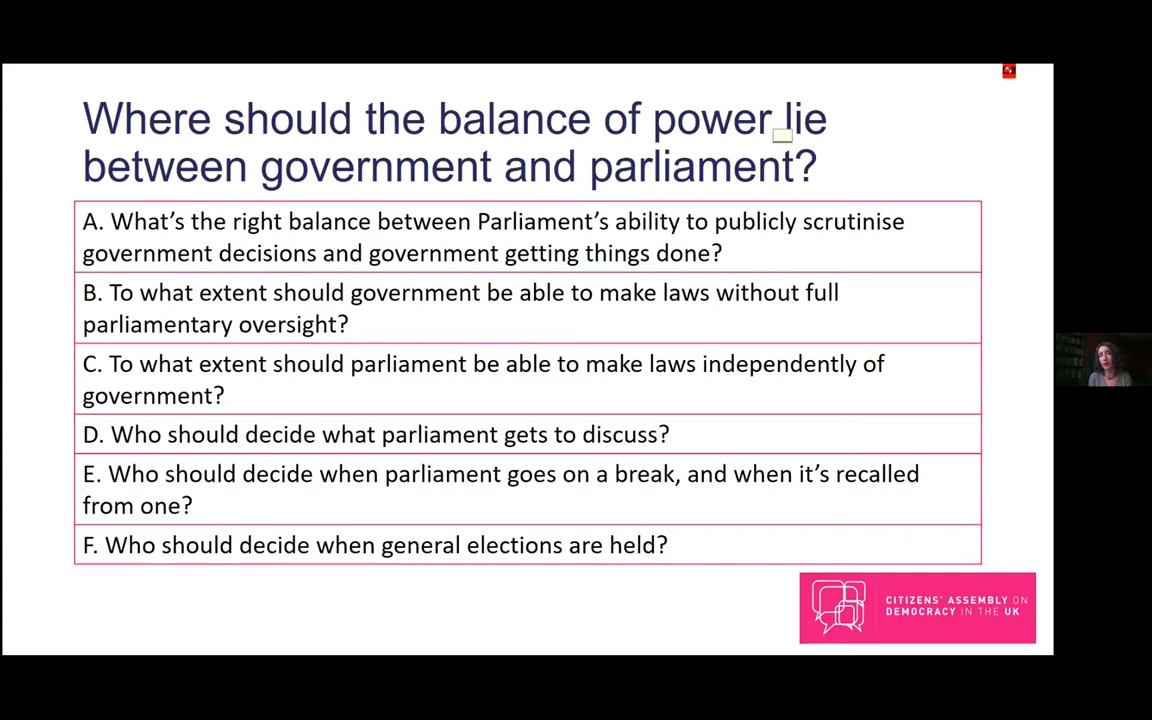 Where should the balance of power lie
between government and parliament?
A. What’s the right balance between Parliament’s ability to publicly scrutinise
government decisions and government getting things done?
B. To what extent should government be able to make laws without full
parliamentary oversight?
C. To what extent should parliament be able to make laws independently of
government?
D. Who should decide what parliament gets to discuss?
E. Who should decide when parliament goes on a break, and when it’s recalled
from one?
F. Who should decide when general elections are held?
CITIZENS’ ASSEMBLY ON
DEMOCRACY IN THE UK